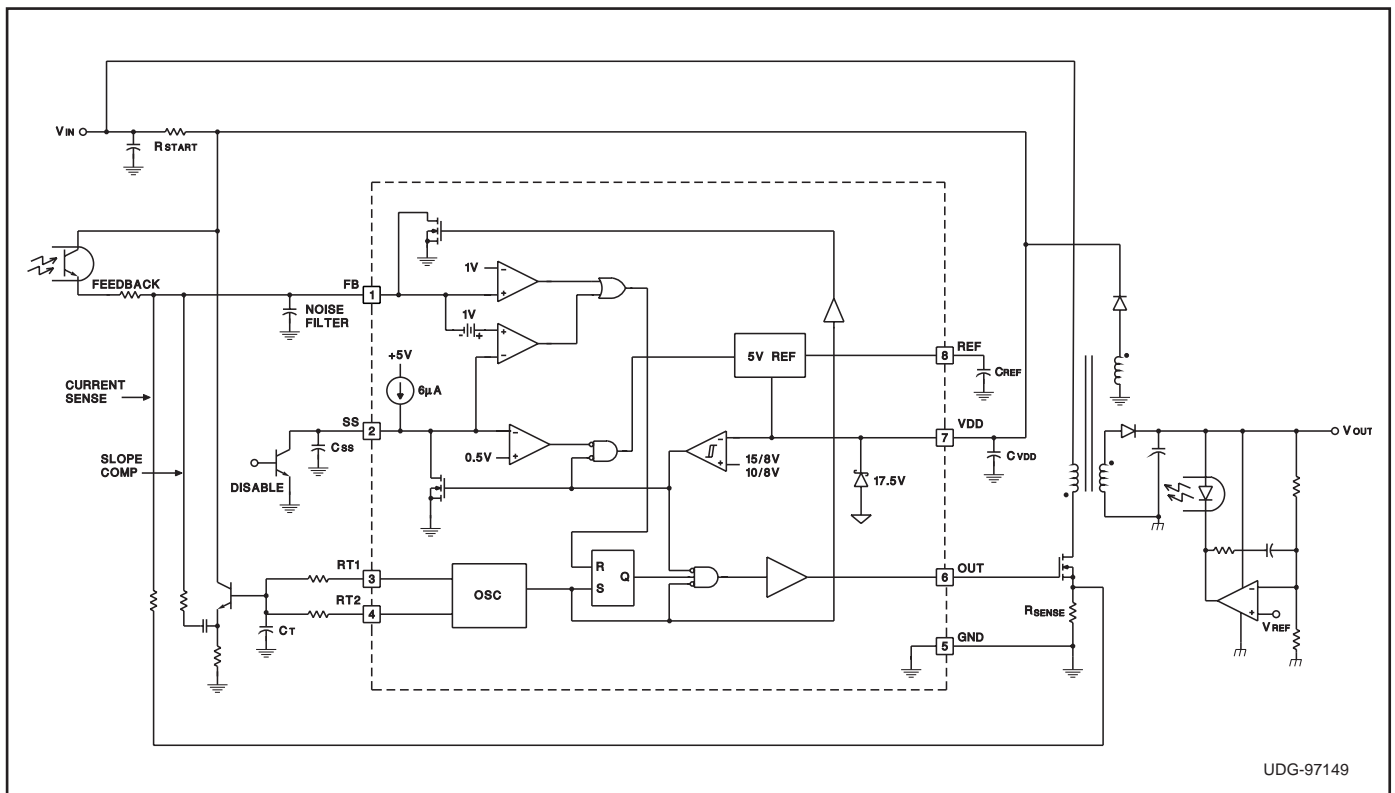 VIN
RSTART
FEEDBACK
FB
1
NOISE
FILTER
1V
1V
-
+
-
+
+
-
+5V
6µA
CURRENT
SENSE
SS
2
CSS
0.5V
-
+
SLOPE
COMP
DISABLE
5V REF
8
REF
CREF
7
VDD
CVDD
-
+
15/8V
10/8V
17.5V
VOUT
RT1
3
RT2
4
CT
OSC
R
S
Q
6
OUT
RSENSE
5
GND
-
+
VREF
UDG-97149